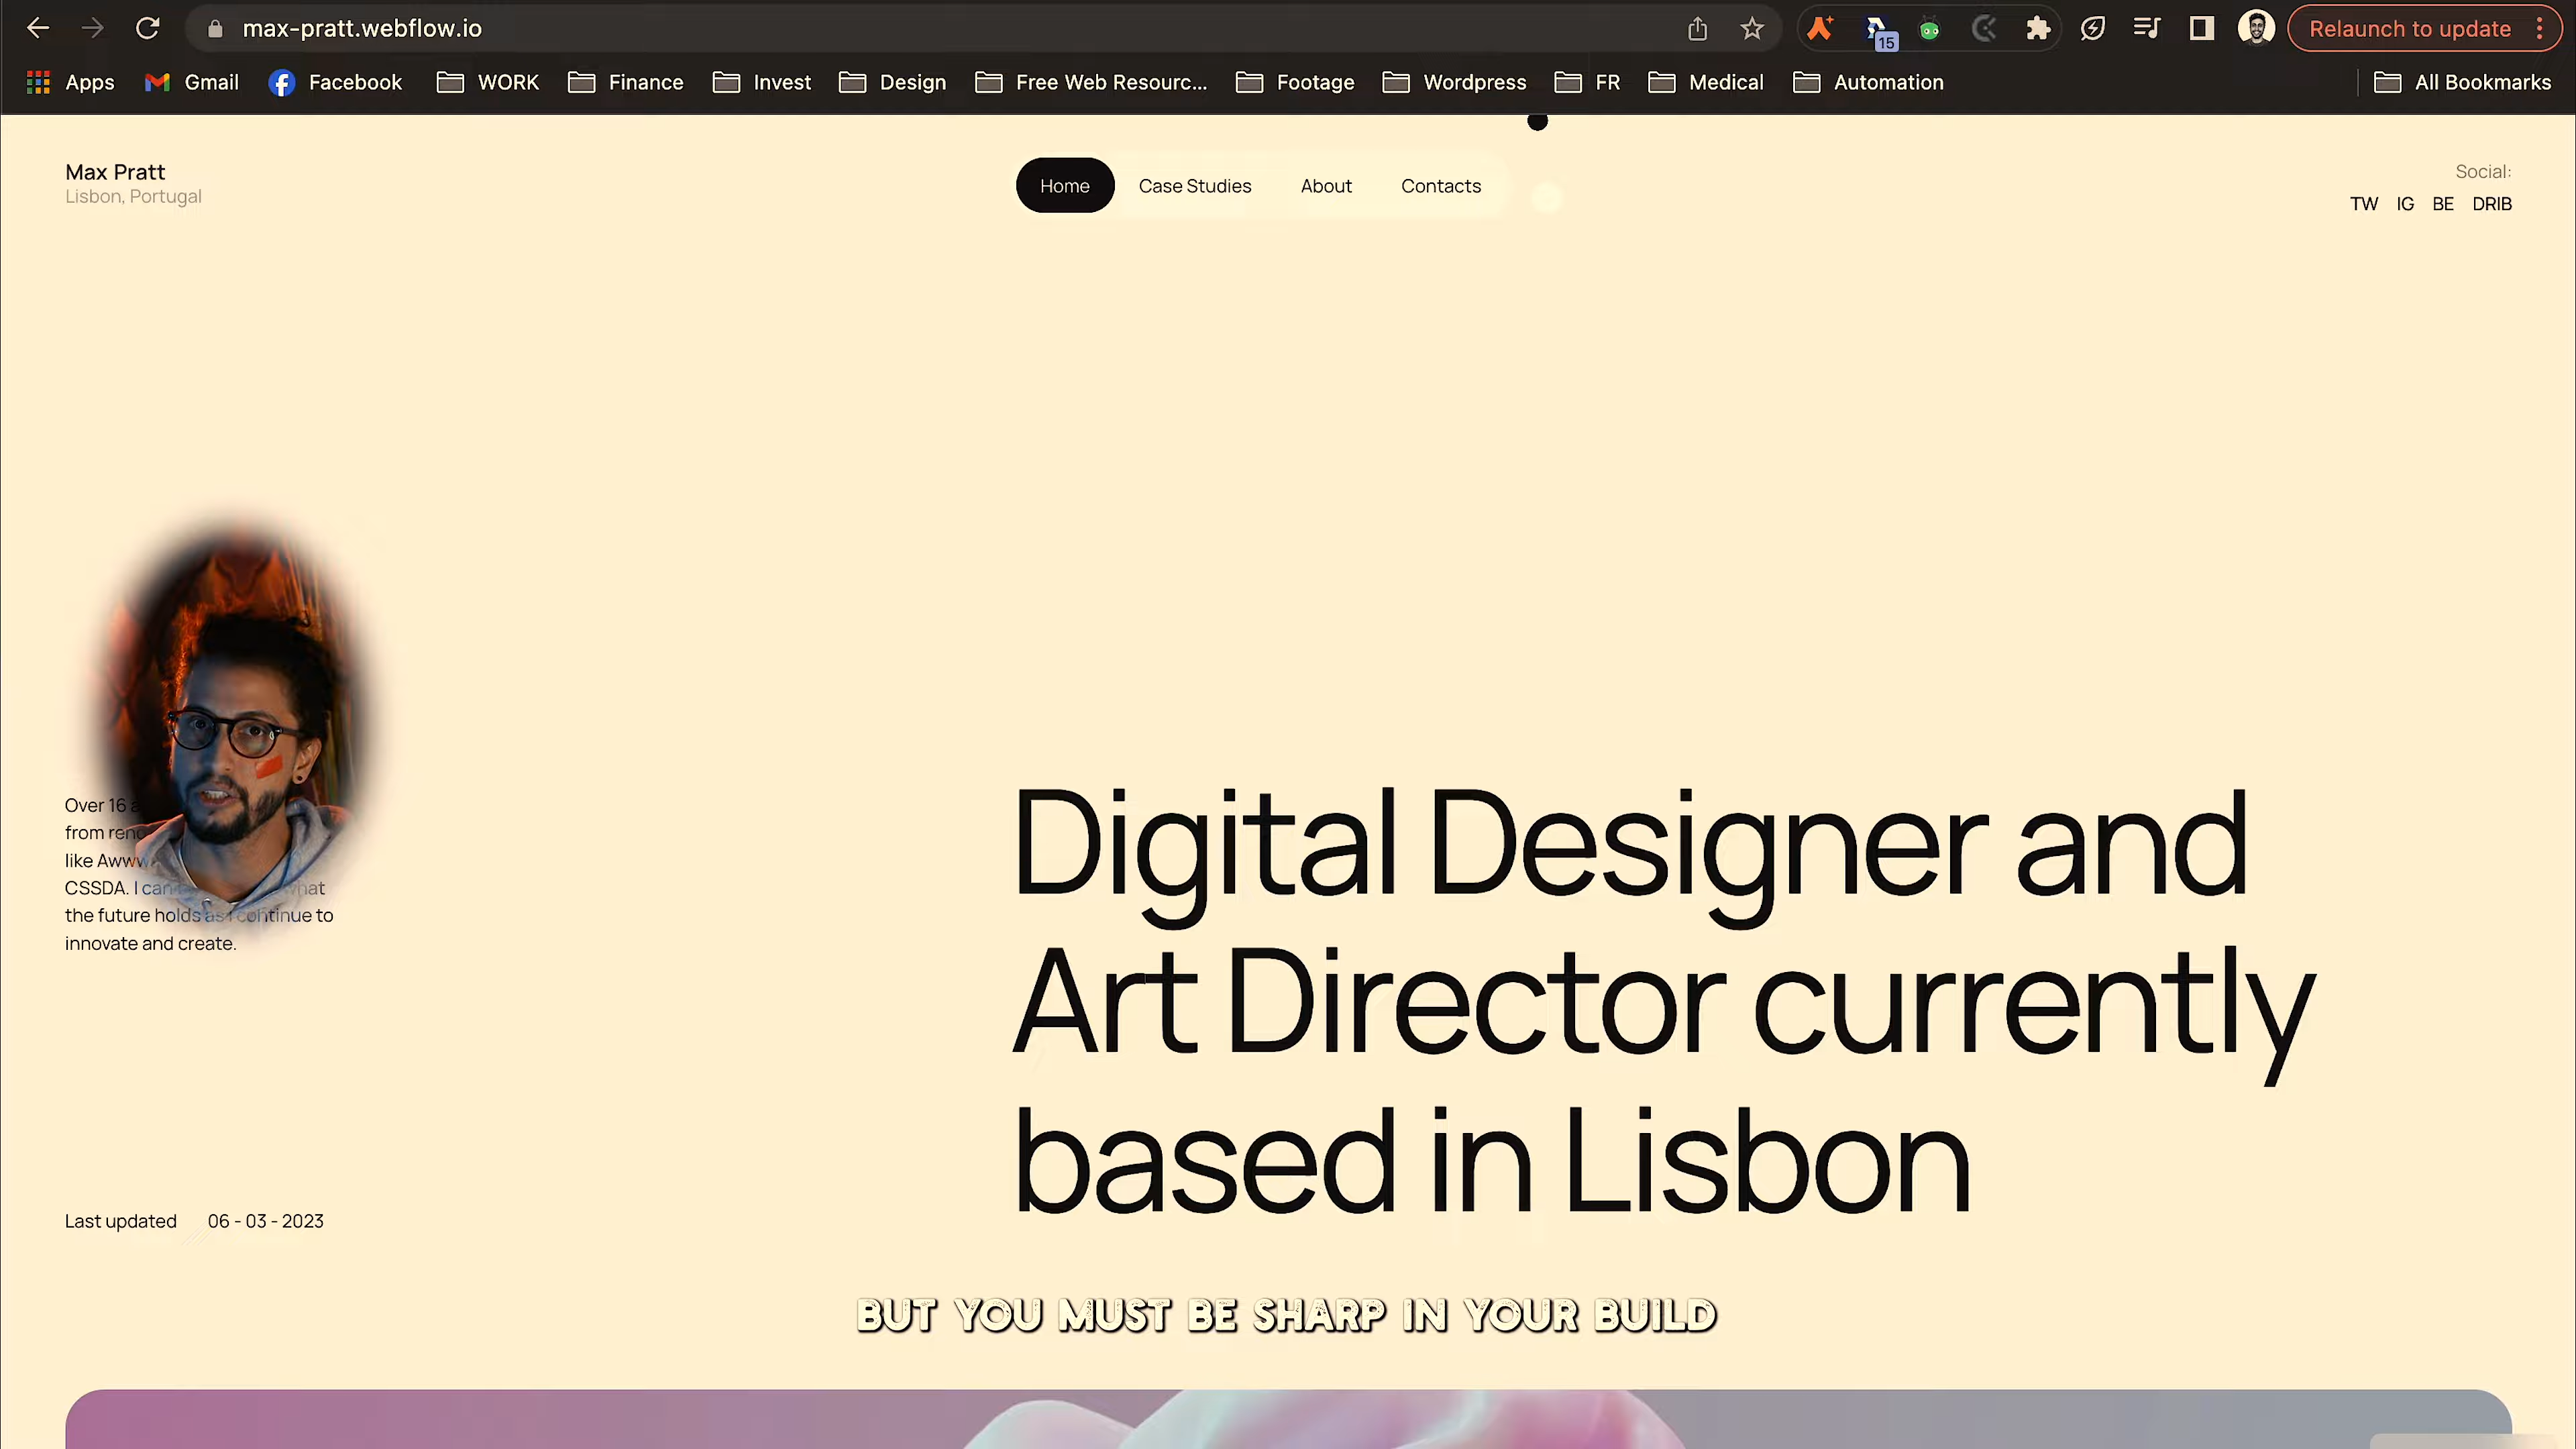 max-pratt.webflow.io
15
Relaunch to update
Apps Gmail Facebook WORK Finance Invest Design Free Web Resourc... Footage Wordpress FR Medical Automation All Bookmarks
Max Pratt
Lisbon, Portugal
Home Case Studies About Contacts
Social:
TW IG BE DRIB
Over 16
from
like
CSSDA. I can what
the future holds as I continue to
innovate and create.
Digital Designer and
Art Director currently
based in Lisbon
Last updated 06 - 03 - 2023
BUT YOU MUST BE SHARP IN YOUR BUILD